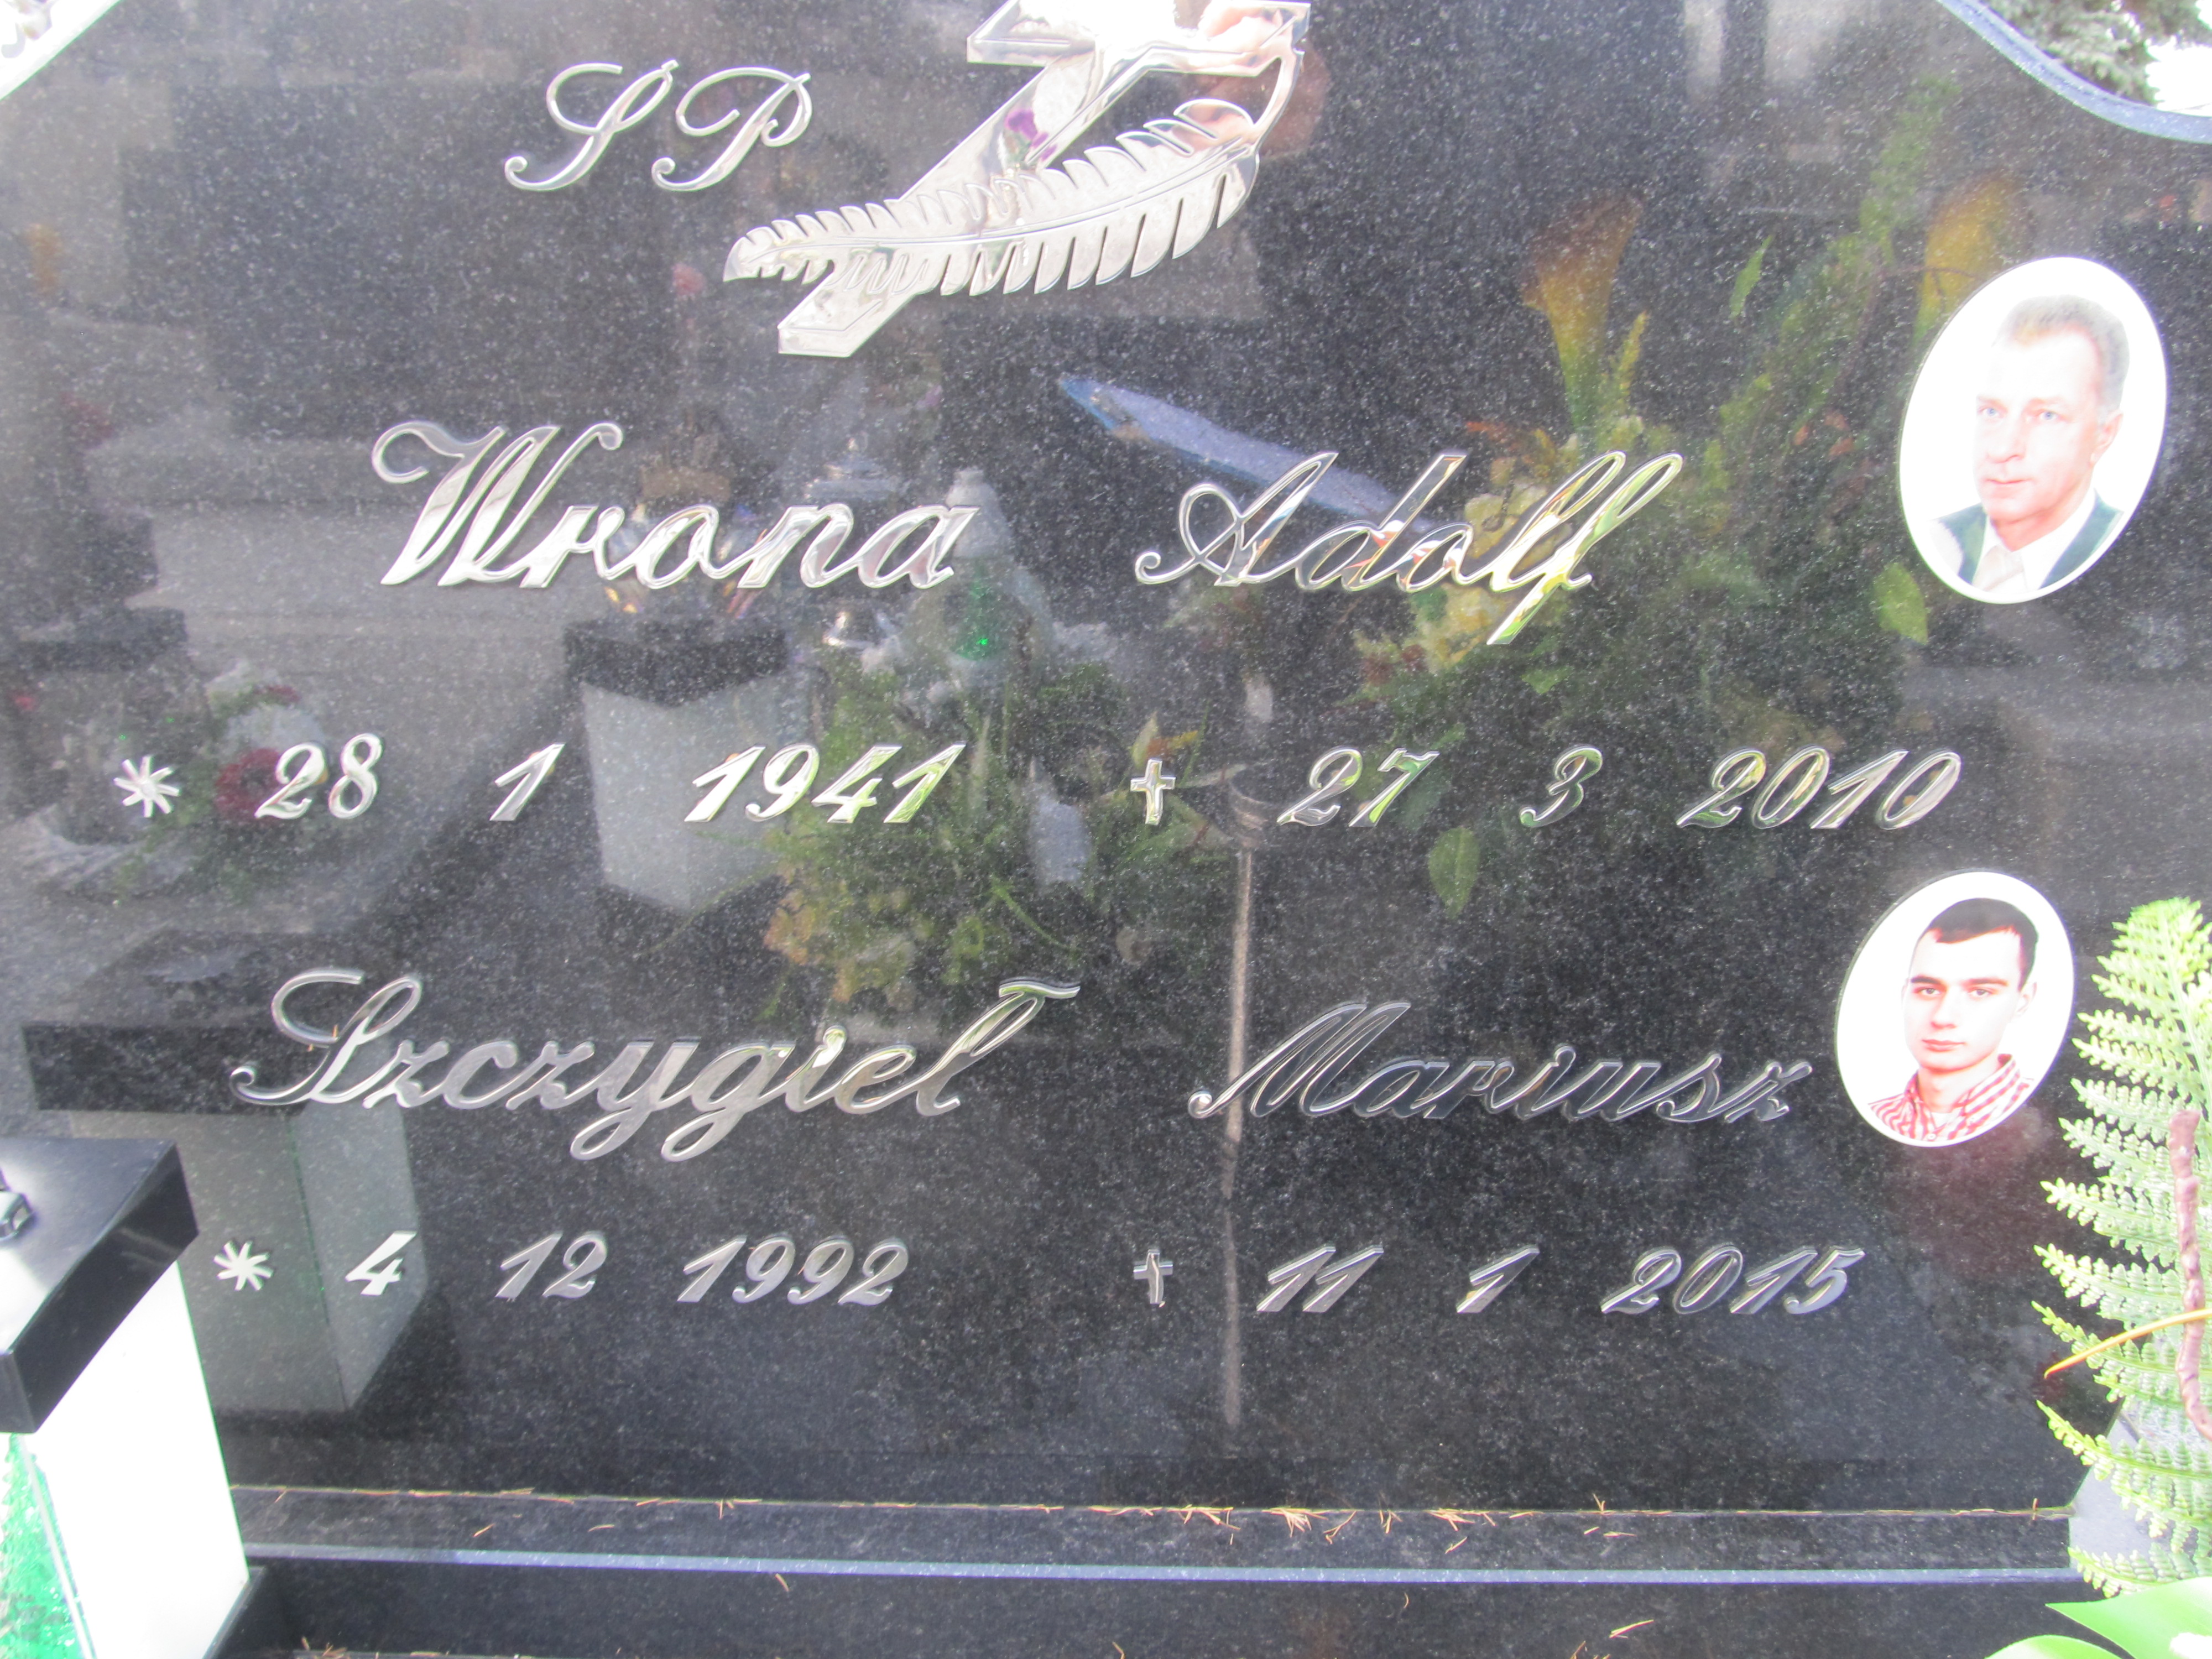 ŚP
Wrona Adolf
* 28 1 1941 † 27 3 2010
Szczygieł Mariusz
* 4 12 1992 † 11 1 2015